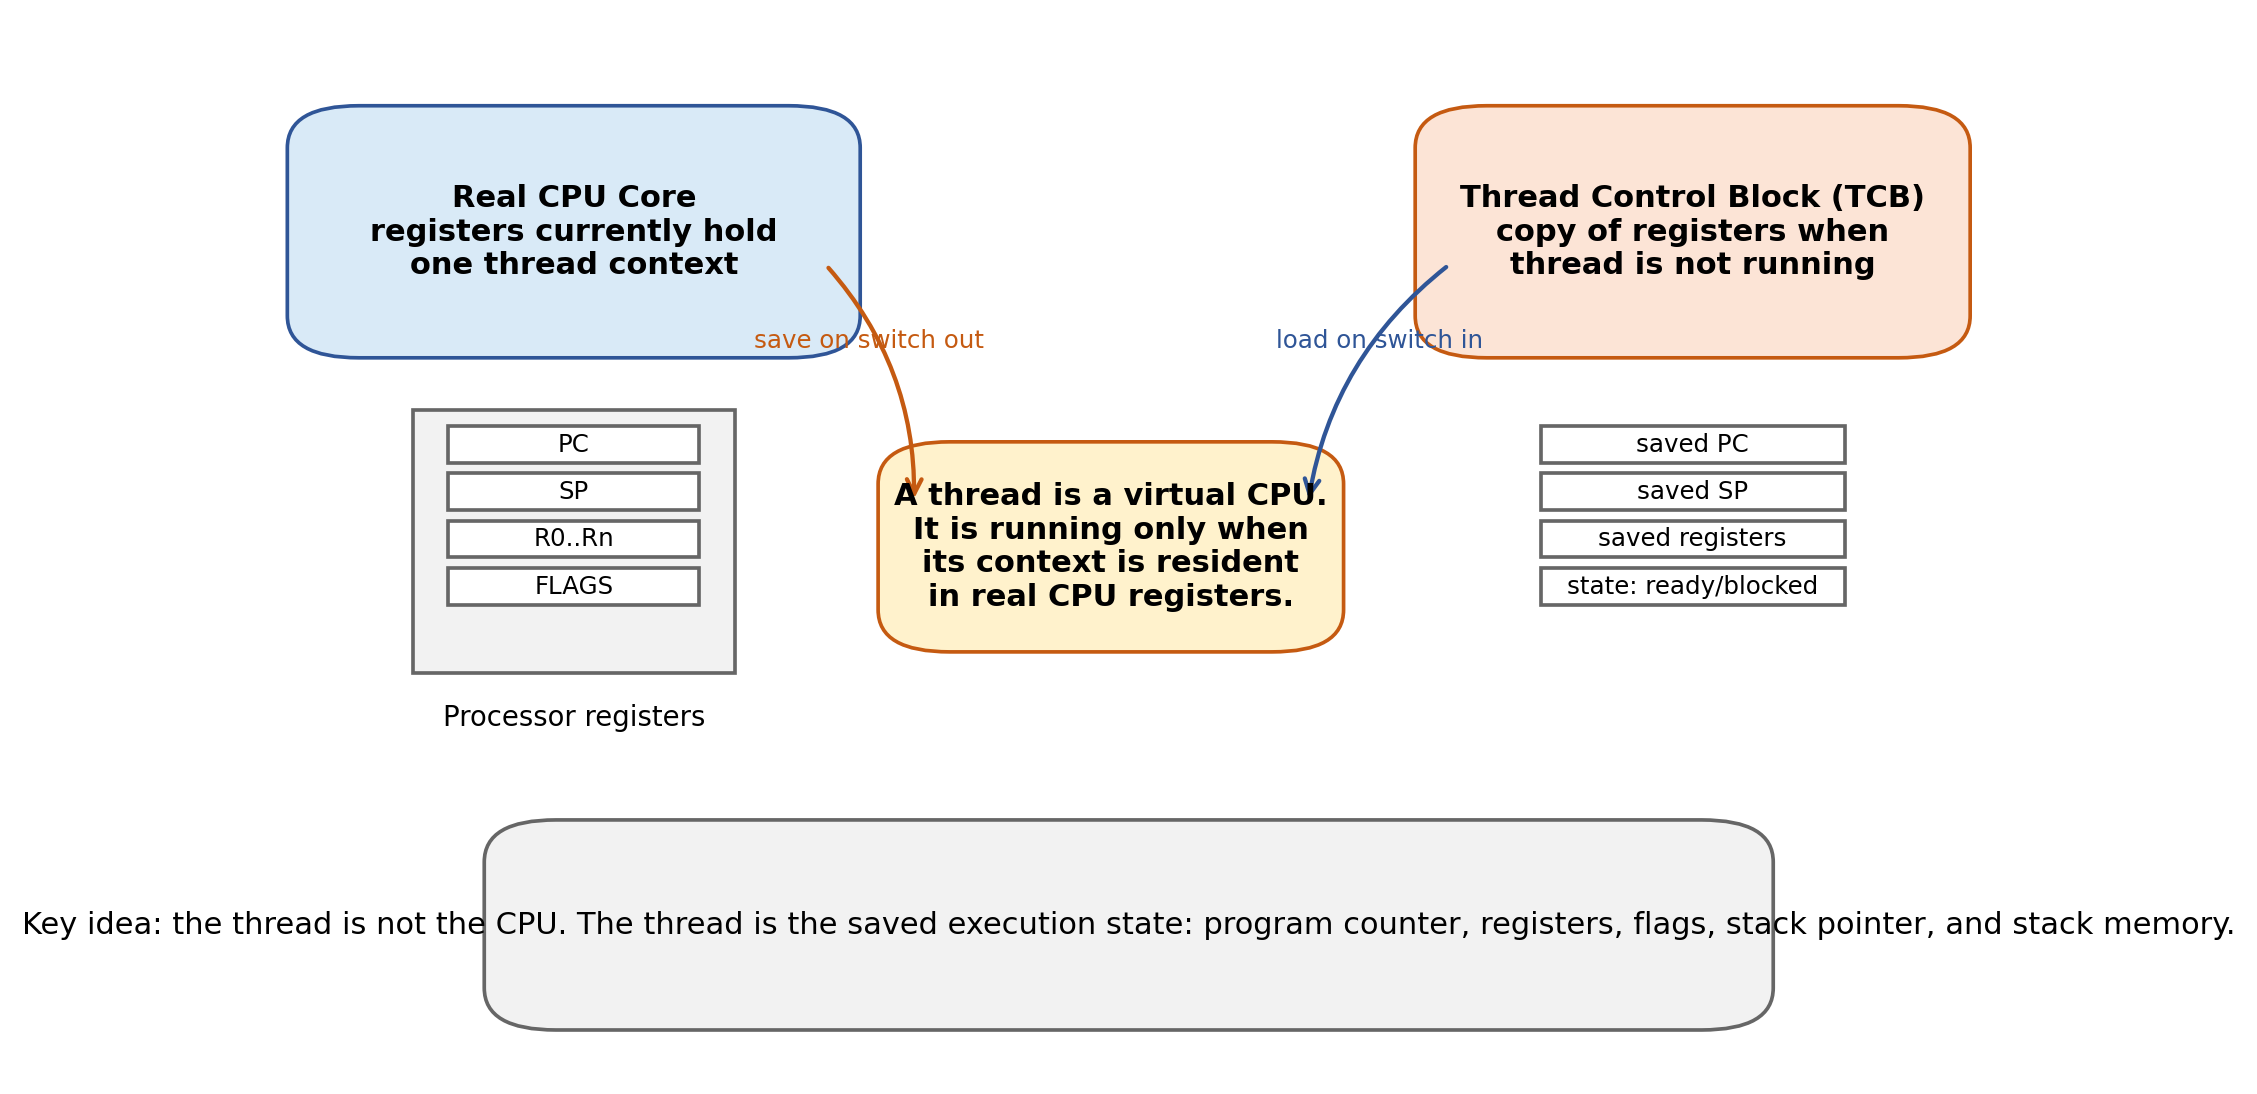 Real CPU Core
registers currently hold
one thread context
Thread Control Block (TCB)
copy of registers when
thread is not running
save on switch out
load on switch in
PC
SP
R0..Rn
FLAGS
Processor registers
A thread is a virtual CPU.
It is running only when
its context is resident
in real CPU registers.
saved PC
saved SP
saved registers
state: ready/blocked
Key idea: the thread is not the CPU. The thread is the saved execution state: program counter, registers, flags, stack pointer, and stack memory.